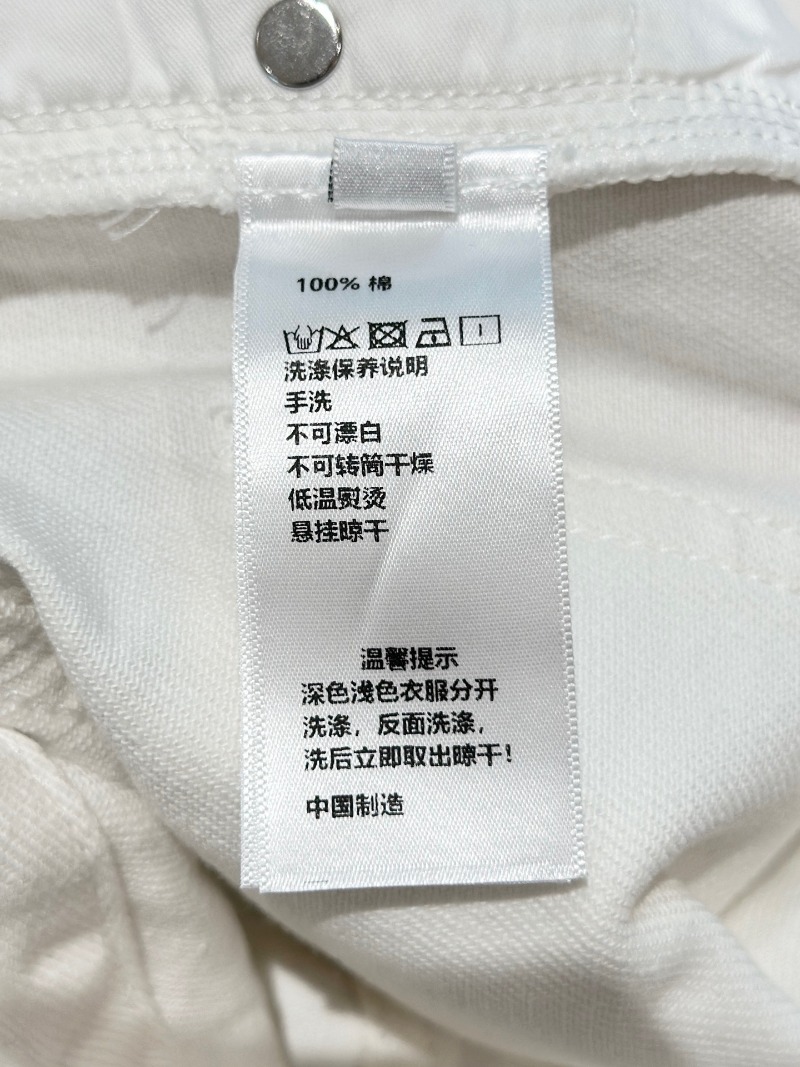 100% 棉
洗涤保养说明
手洗
不可漂白
不可转筒干燥
低温熨烫
悬挂晾干
温馨提示
深色浅色衣服分开
洗涤，反面洗涤，
洗后立即取出晾干！
中国制造